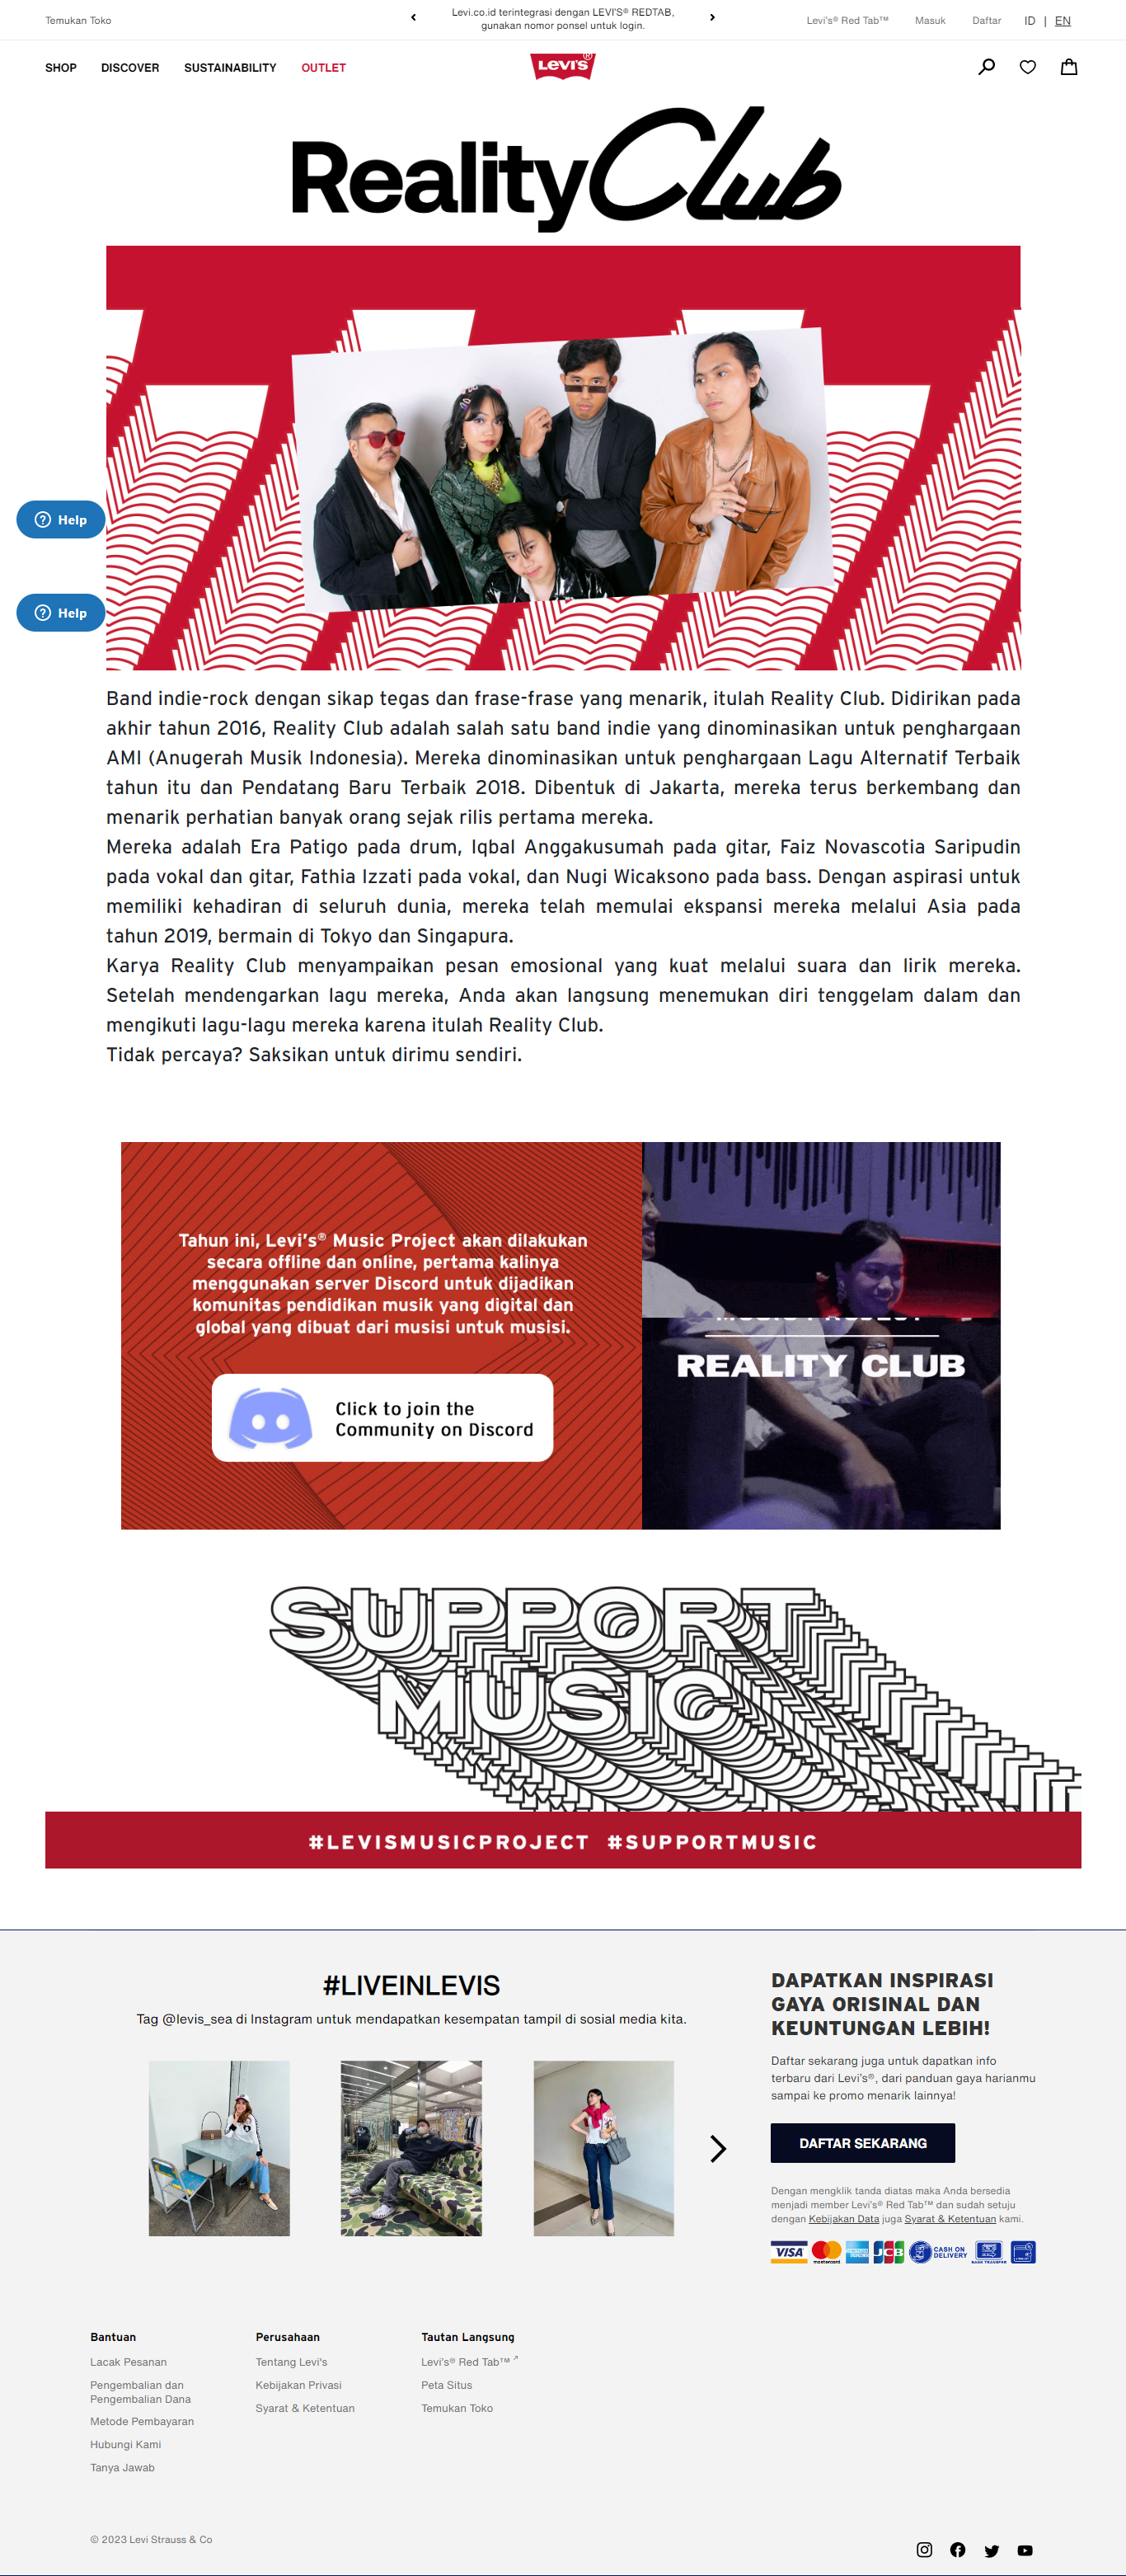 Temukan Toko
Levi.co.id terintegrasi dengan LEVI'S® REDTAB,
gunakan nomor ponsel untuk login.
Levi's® Red Tab™
Masuk
Daftar
ID | EN
SHOP
DISCOVER
SUSTAINABILITY
OUTLET
LEVI'S®
Reality Club
Help
Help
Band indie-rock dengan sikap tegas dan frase-frase yang menarik, itulah Reality Club. Didirikan pada
akhir tahun 2016, Reality Club adalah salah satu band indie yang dinominasikan untuk penghargaan
AMI (Anugerah Musik Indonesia). Mereka dinominasikan untuk penghargaan Lagu Alternatif Terbaik
tahun itu dan Pendatang Baru Terbaik 2018. Dibentuk di Jakarta, mereka terus berkembang dan
menarik perhatian banyak orang sejak rilis pertama mereka.
Mereka adalah Era Patigo pada drum, Iqbal Anggakusumah pada gitar, Faiz Novascotia Saripudin
pada vokal dan gitar, Fathia Izzati pada vokal, dan Nugi Wicaksono pada bass. Dengan aspirasi untuk
memiliki kehadiran di seluruh dunia, mereka telah memulai ekspansi mereka melalui Asia pada
tahun 2019, bermain di Tokyo dan Singapura.
Karya Reality Club menyampaikan pesan emosional yang kuat melalui suara dan lirik mereka.
Setelah mendengarkan lagu mereka, Anda akan langsung menemukan diri tenggelam dalam dan
mengikuti lagu-lagu mereka karena itulah Reality Club.
Tidak percaya? Saksikan untuk dirimu sendiri.
Tahun ini, Levi's® Music Project akan dilakukan
secara offline dan online, pertama kalinya
menggunakan server Discord untuk dijadikan
komunitas pendidikan musik yang digital dan
global yang dibuat dari musisi untuk musisi.
Click to join the
Community on Discord
MUSIC PROJECT
REALITY CLUB
SUPPORT
MUSIC
#LEVISMUSICPROJECT #SUPPORTMUSIC
#LIVEINLEVIS
Tag @levis_sea di Instagram untuk mendapatkan kesempatan tampil di sosial media kita.
DAPATKAN INSPIRASI
GAYA ORISINAL DAN
KEUNTUNGAN LEBIH!
Daftar sekarang juga untuk dapatkan info
terbaru dari Levi's®, dari panduan gaya harianmu
sampai ke promo menarik lainnya!
DAFTAR SEKARANG
Dengan mengklik tanda diatas maka Anda bersedia
menjadi member Levi's® Red Tab™ dan sudah setuju
dengan Kebijakan Data juga Syarat & Ketentuan kami.
VISA
mastercard
AMERICAN EXPRESS
JCB
CASH ON
DELIVERY
BANK TRANSFER
Bantuan
Lacak Pesanan
Pengembalian dan
Pengembalian Dana
Metode Pembayaran
Hubungi Kami
Tanya Jawab
Perusahaan
Tentang Levi's
Kebijakan Privasi
Syarat & Ketentuan
Tautan Langsung
Levi's® Red Tab™ ↗
Peta Situs
Temukan Toko
© 2023 Levi Strauss & Co